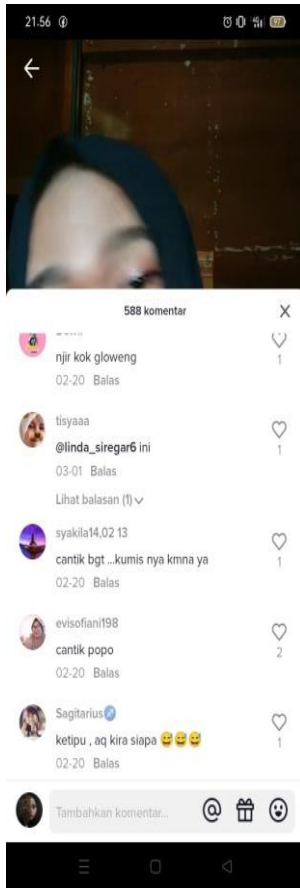 21.56
97
588 komentar
njir kok gloweng
02-20 Balas
1
tisyaaa
@linda_siregar6 ini
03-01 Balas
1
Lihat balasan (1)
syakila14,02 13
cantik bgt ...kumis nya kmna ya
02-20 Balas
1
evisofiani198
cantik popo
02-20 Balas
2
Sagitarius♐
ketipu , aq kira siapa 😅😅😅
02-20 Balas
1
Tambahkan komentar...